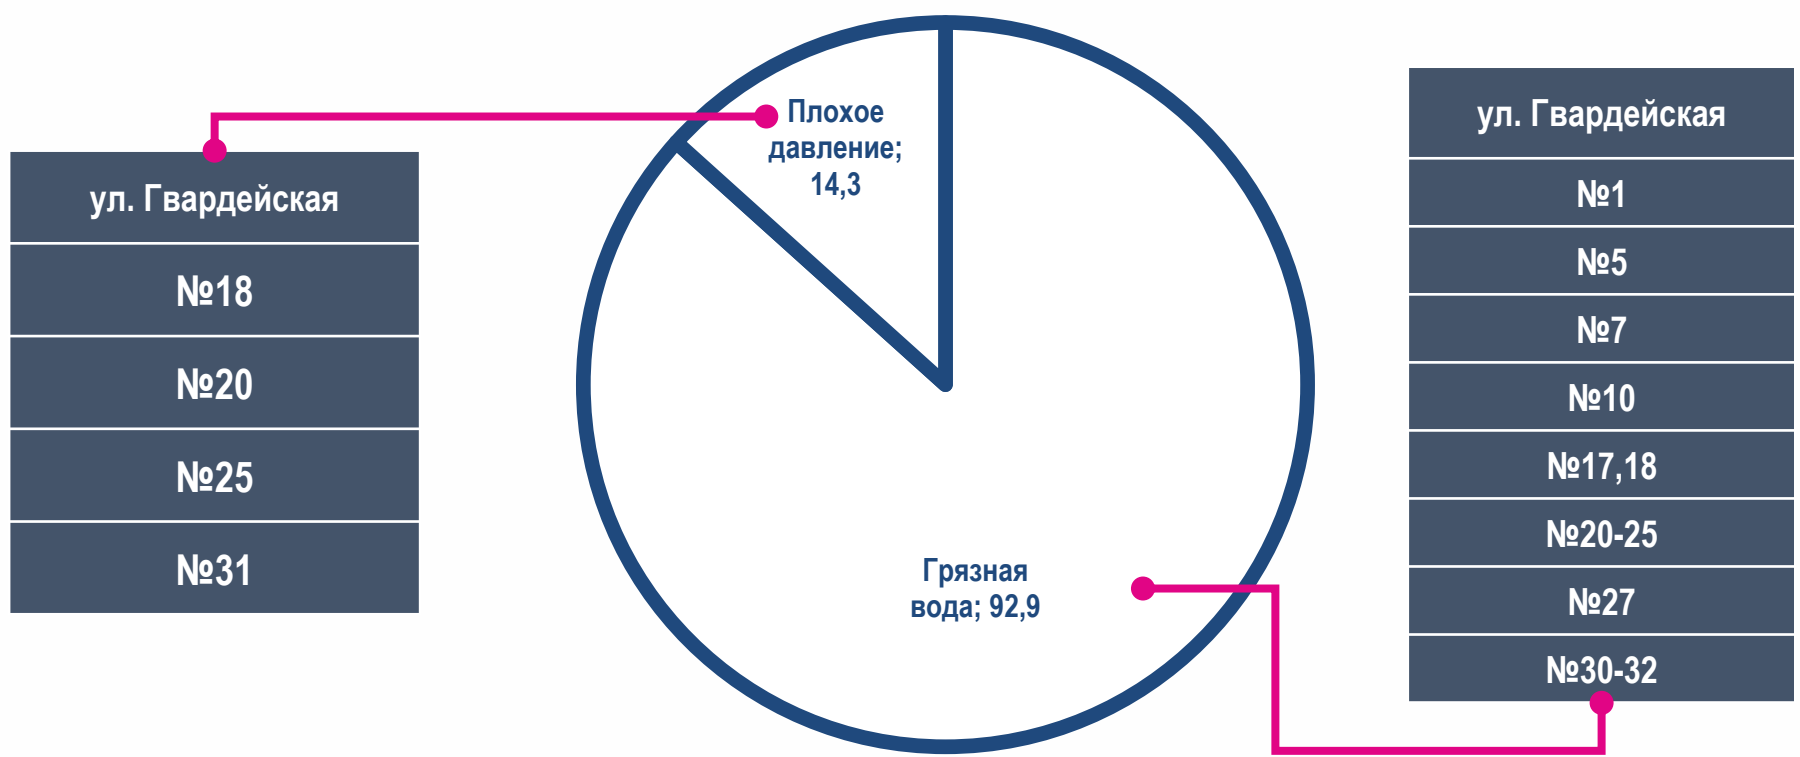 ул. Гвардейская
№18
№20
№25
№31
Плохое
давление;
14,3
Грязная
вода; 92,9
ул. Гвардейская
№1
№5
№7
№10
№17,18
№20-25
№27
№30-32